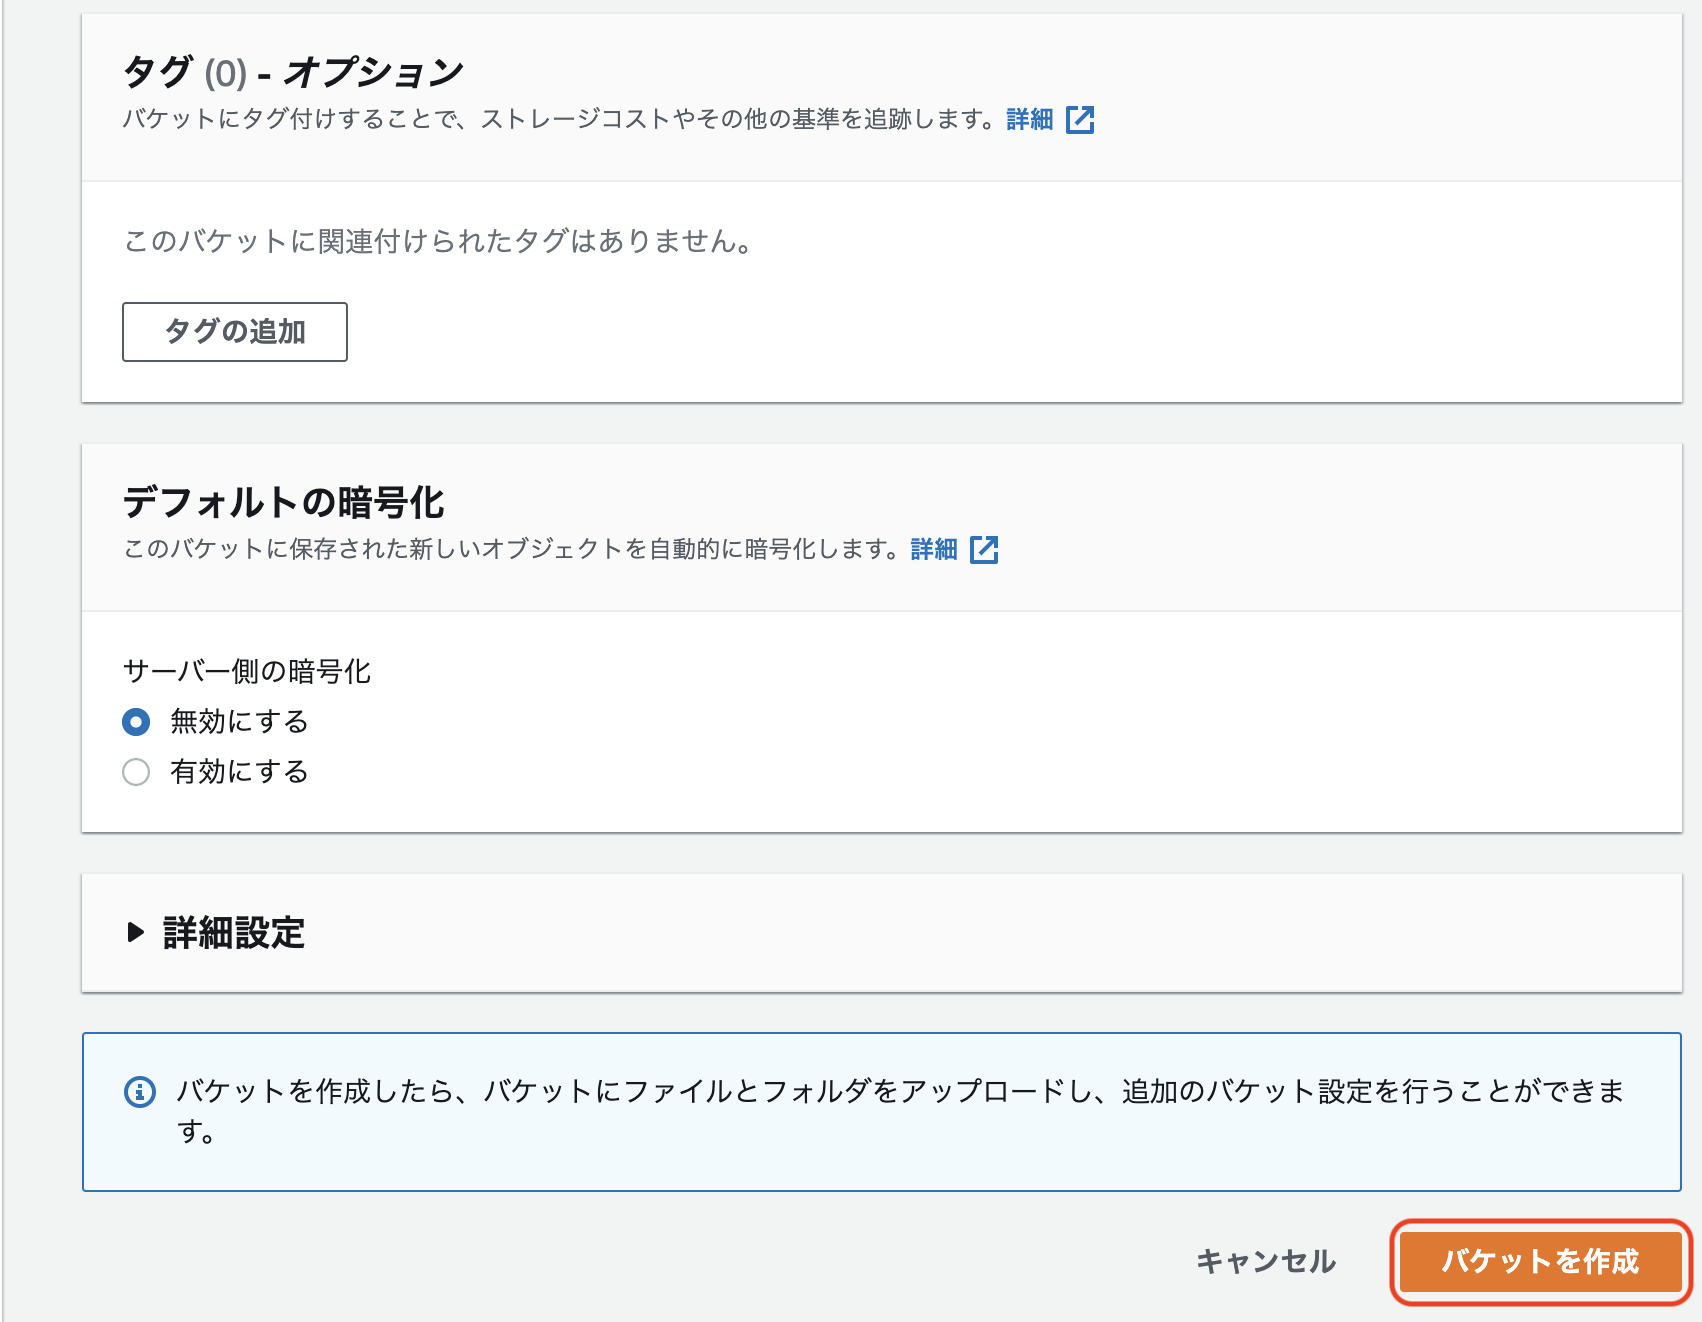 タグ (0) - オプション
バケットにタグ付けすることで、ストレージコストやその他の基準を追跡します。詳細
このバケットに関連付けられたタグはありません。
タグの追加
デフォルトの暗号化
このバケットに保存された新しいオブジェクトを自動的に暗号化します。詳細
サーバー側の暗号化
無効にする
有効にする
詳細設定
バケットを作成したら、バケットにファイルとフォルダをアップロードし、追加のバケット設定を行うことができま
す。
キャンセル
バケットを作成